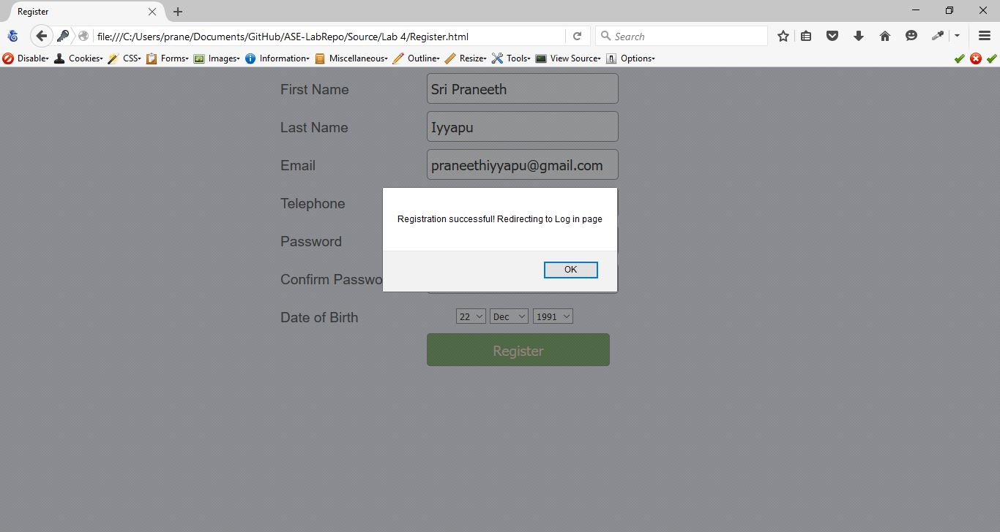 Register
file:///C:/Users/prane/Documents/GitHub/ASE-LabRepo/Source/Lab 4/Register.html
Search
Disable Cookies CSS Forms Images Information Miscellaneous Outline Resize Tools View Source Options
First Name Sri Praneeth
Last Name Iyyapu
Email praneethiyyapu@gmail.com
Telephone
Registration successful! Redirecting to Log in page
Password
OK
Confirm Passwo
Date of Birth 22 Dec 1991
Register